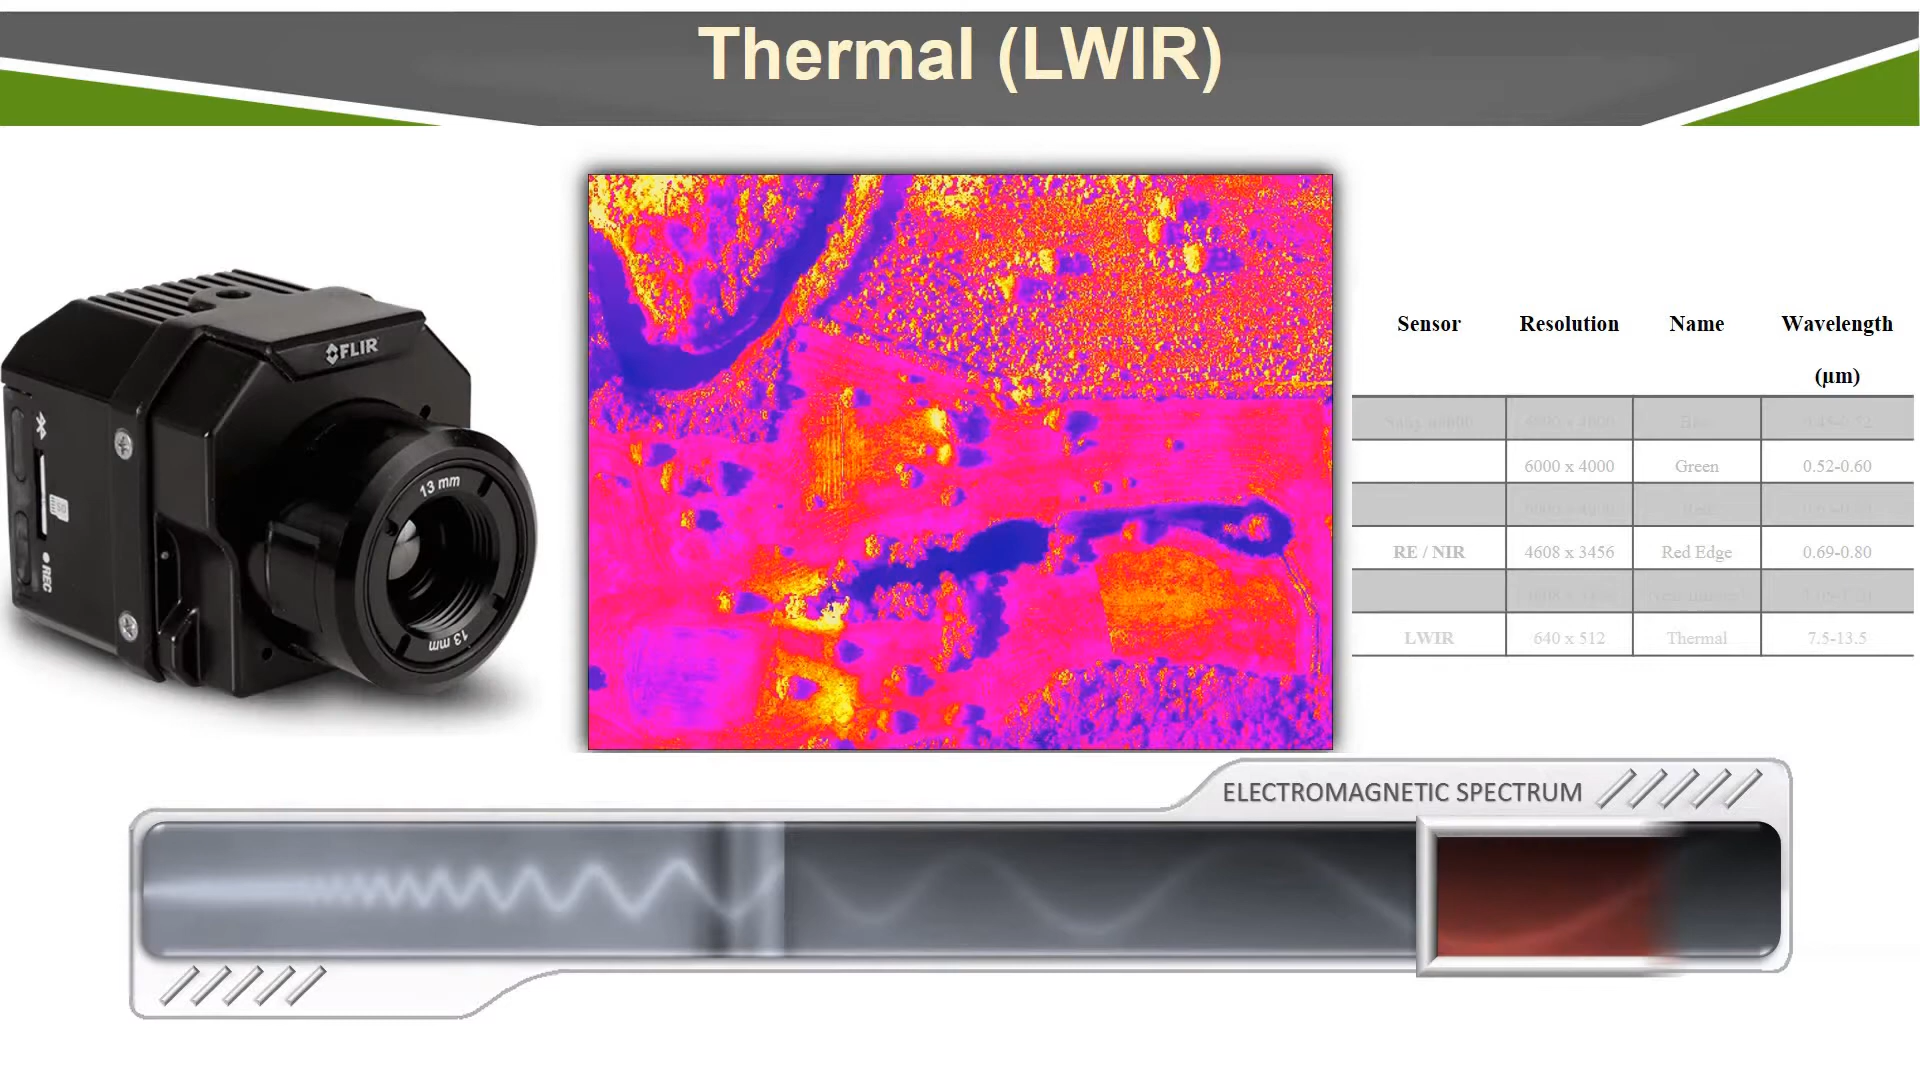 Thermal (LWIR)
FLIR
13 mm
13 mm
REC
Sensor Resolution Name Wavelength
(µm)
6000 x 4000 Green 0.52-0.60
RE / NIR 4608 x 3456 Red Edge 0.69-0.80
LWIR 640 x 512 Thermal 7.5-13.5
ELECTROMAGNETIC SPECTRUM